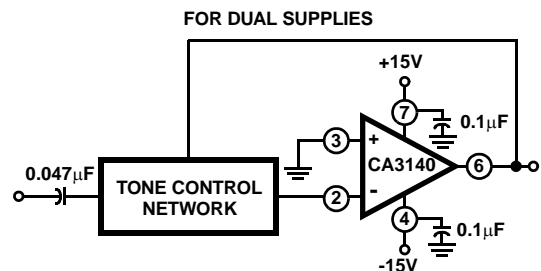 FOR DUAL SUPPLIES
+15V
7
0.1µF
3
+
CA3140
6
0.047µF
TONE CONTROL
NETWORK
2
-
4
0.1µF
-15V